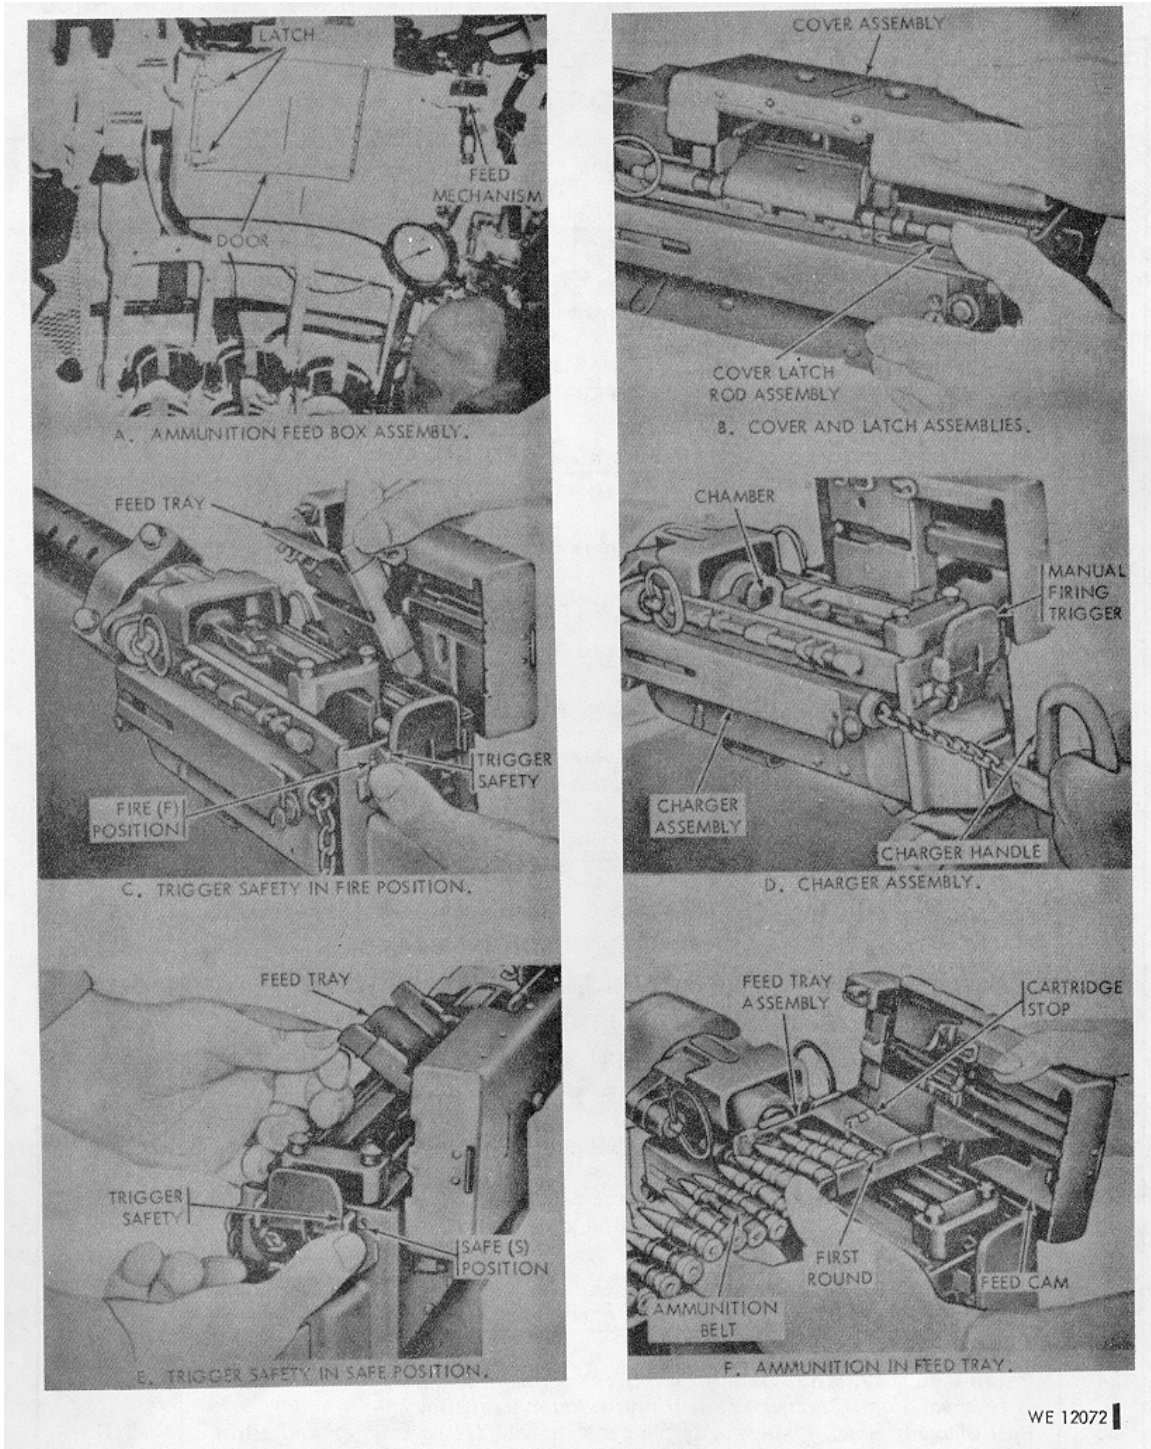 LATCH
FEED
MECHANISM
DOOR
A. AMMUNITION FEED BOX ASSEMBLY.
COVER ASSEMBLY
COVER LATCH
ROD ASSEMBLY
B. COVER AND LATCH ASSEMBLIES.
FEED TRAY
TRIGGER
SAFETY
FIRE (F)
POSITION
C. TRIGGER SAFETY IN FIRE POSITION.
CHAMBER
MANUAL
FIRING
TRIGGER
CHARGER
ASSEMBLY
CHARGER HANDLE
D. CHARGER ASSEMBLY.
FEED TRAY
TRIGGER
SAFETY
SAFE (S)
POSITION
E. TRIGGER SAFETY IN SAFE POSITION.
FEED TRAY
ASSEMBLY
CARTRIDGE
STOP
FIRST
ROUND
FEED CAM
AMMUNITION
BELT
F. AMMUNITION IN FEED TRAY.
WE 12072